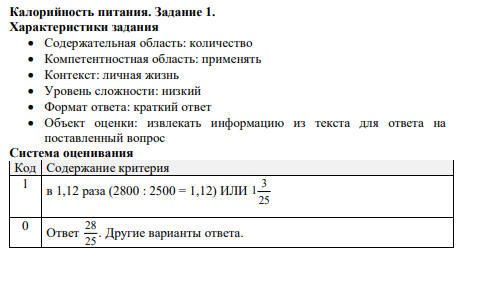 Калорийность питания. Задание 1.
Характеристики задания
• Содержательная область: количество
• Компетентностная область: применять
• Контекст: личная жизнь
• Уровень сложности: низкий
• Формат ответа: краткий ответ
• Объект оценки: извлекать информацию из текста для ответа на
поставленный вопрос
Система оценивания
Код Содержание критерия
1 в 1,12 раза (2800 : 2500 = 1,12) ИЛИ 1 3/25
0 Ответ 28/25. Другие варианты ответа.